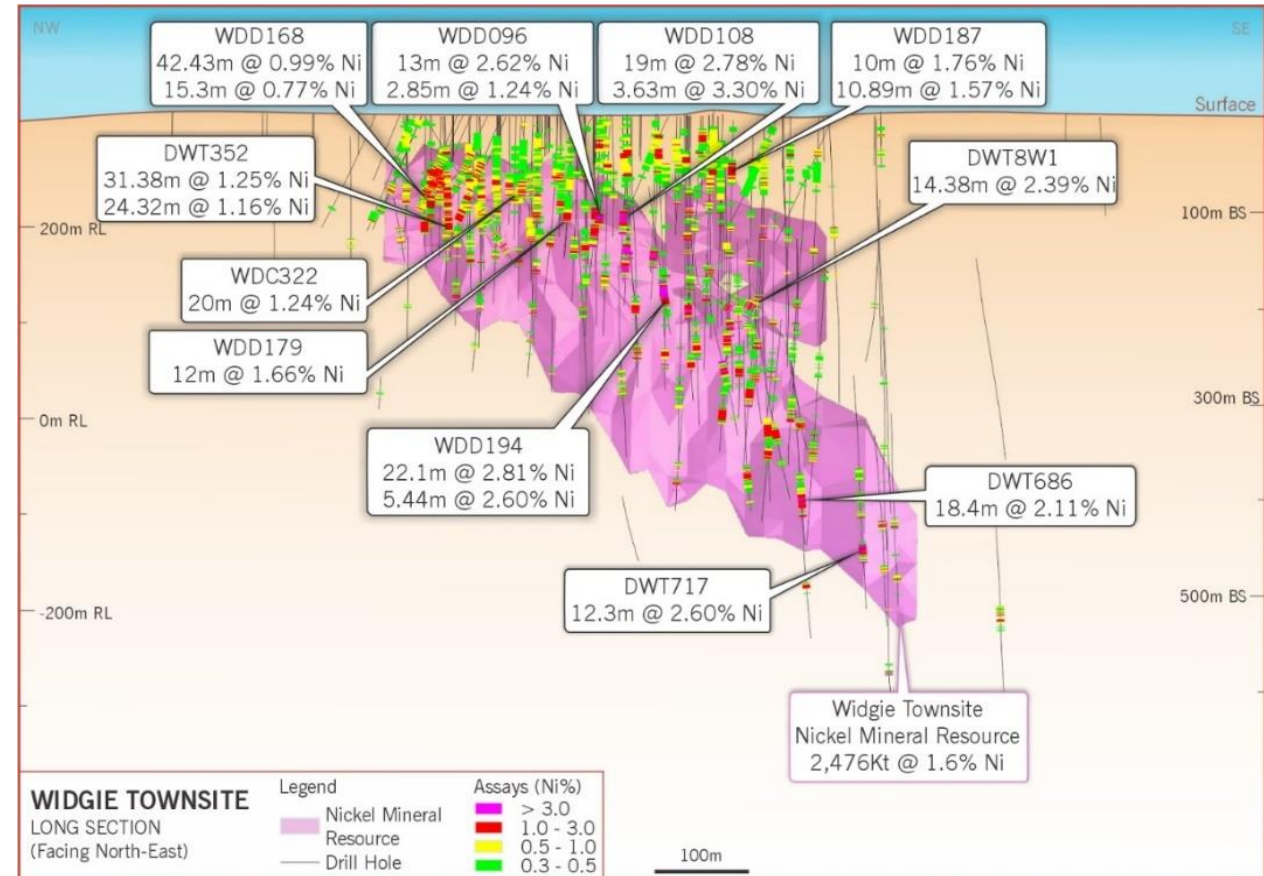 NW
SE
WDD168
42.43m @ 0.99% Ni
15.3m @ 0.77% Ni
WDD096
13m @ 2.62% Ni
2.85m @ 1.24% Ni
WDD108
19m @ 2.78% Ni
3.63m @ 3.30% Ni
WDD187
10m @ 1.76% Ni
10.89m @ 1.57% Ni
Surface
DWT352
31.38m @ 1.25% Ni
24.32m @ 1.16% Ni
DWT8W1
14.38m @ 2.39% Ni
200m RL
100m BS
WDC322
20m @ 1.24% Ni
WDD179
12m @ 1.66% Ni
0m RL
300m BS
WDD194
22.1m @ 2.81% Ni
5.44m @ 2.60% Ni
DWT686
18.4m @ 2.11% Ni
DWT717
12.3m @ 2.60% Ni
-200m RL
500m BS
Widgie Townsite
Nickel Mineral Resource
2,476Kt @ 1.6% Ni
WIDGIE TOWNSITE
LONG SECTION
(Facing North-East)
Legend
Nickel Mineral
Resource
Drill Hole
Assays (Ni%)
> 3.0
1.0 - 3.0
0.5 - 1.0
0.3 - 0.5
100m